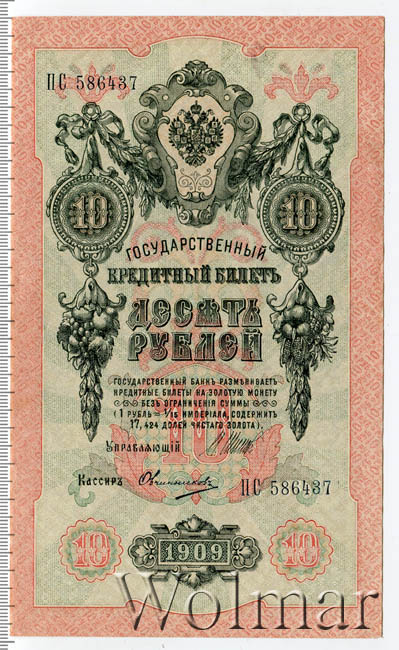 ПС 586437
10 10
ГОСУДАРСТВЕННЫЙ
КРЕДИТНЫЙ БИЛЕТЪ
ДЕСЯТЬ
РУБЛЕЙ
ГОСУДАРСТВЕННЫЙ БАНКЪ РАЗМѢНИВАЕТЪ
КРЕДИТНЫЕ БИЛЕТЫ НА ЗОЛОТУЮ МОНЕТУ
БЕЗЪ ОГРАНИЧЕНІЯ СУММЫ
(1 РУБЛЬ = 1/15 ИМПЕРІАЛА, СОДЕРЖИТЪ
17,424 ДОЛЕЙ ЧИСТАГО ЗОЛОТА).
10
Управляющій
Кассиръ Овчинниковъ
ПС 586437
10 1909 10
Wolmar